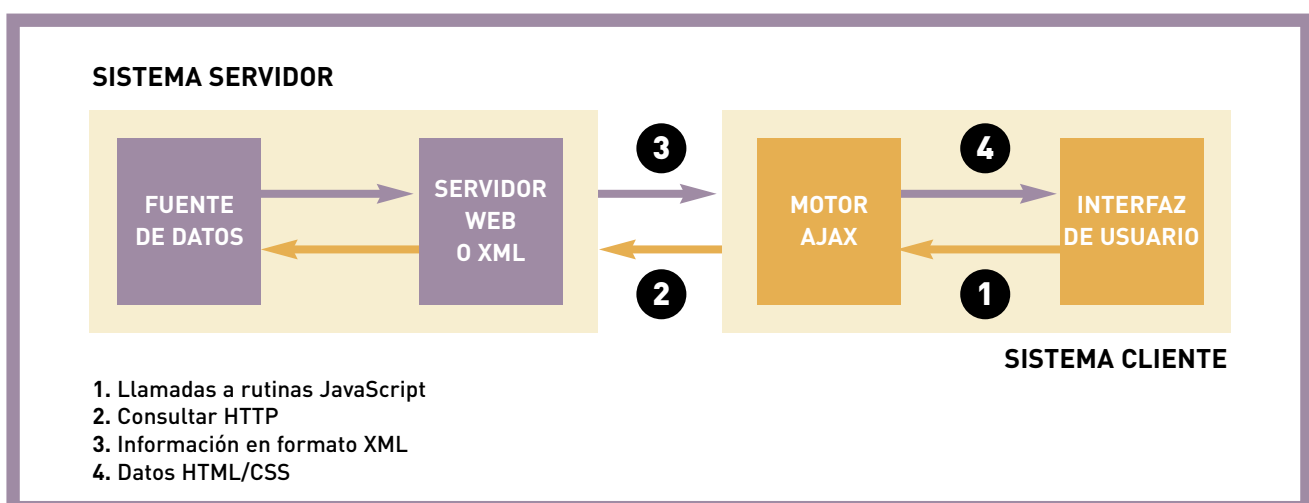 SISTEMA SERVIDOR
FUENTE
DE DATOS
SERVIDOR
WEB
O XML
3
2
MOTOR
AJAX
4
1
INTERFAZ
DE USUARIO
SISTEMA CLIENTE
1. Llamadas a rutinas JavaScript
2. Consultar HTTP
3. Información en formato XML
4. Datos HTML/CSS